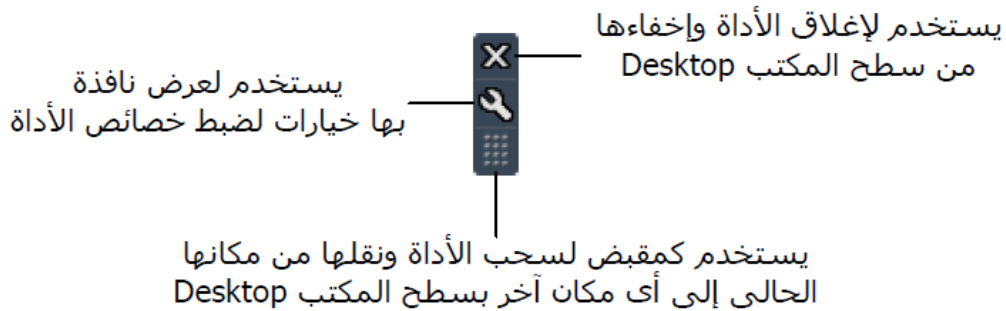 يستخدم لإغلاق الأداة وإخفاءها
من سطح المكتب Desktop
يستخدم لعرض نافذة
بها خيارات لضبط خصائص الأداة
يستخدم كمقبض لسحب الأداة ونقلها من مكانها
الحالى إلى أى مكان آخر بسطح المكتب Desktop